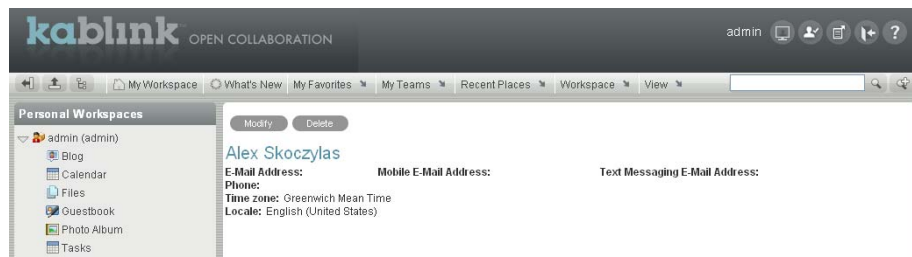 kablink OPEN COLLABORATION
admin ?
My Workspace What's New My Favorites My Teams Recent Places Workspace View
Personal Workspaces
admin (admin)
Blog
Calendar
Files
Guestbook
Photo Album
Tasks
Modify Delete
Alex Skoczylas
E-Mail Address: Mobile E-Mail Address: Text Messaging E-Mail Address:
Phone:
Time zone: Greenwich Mean Time
Locale: English (United States)